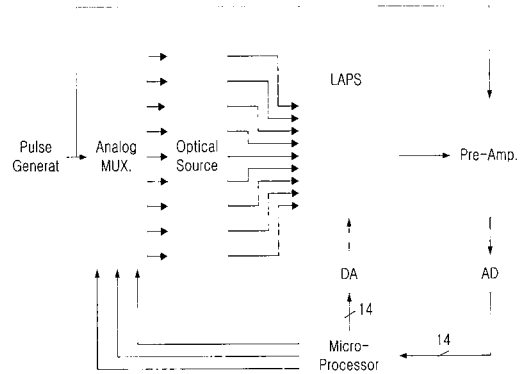 LAPS
Pulse
Generat
Analog
MUX.
Optical
Source
Pre-Amp.
DA
AD
14
14
Micro-
Processor